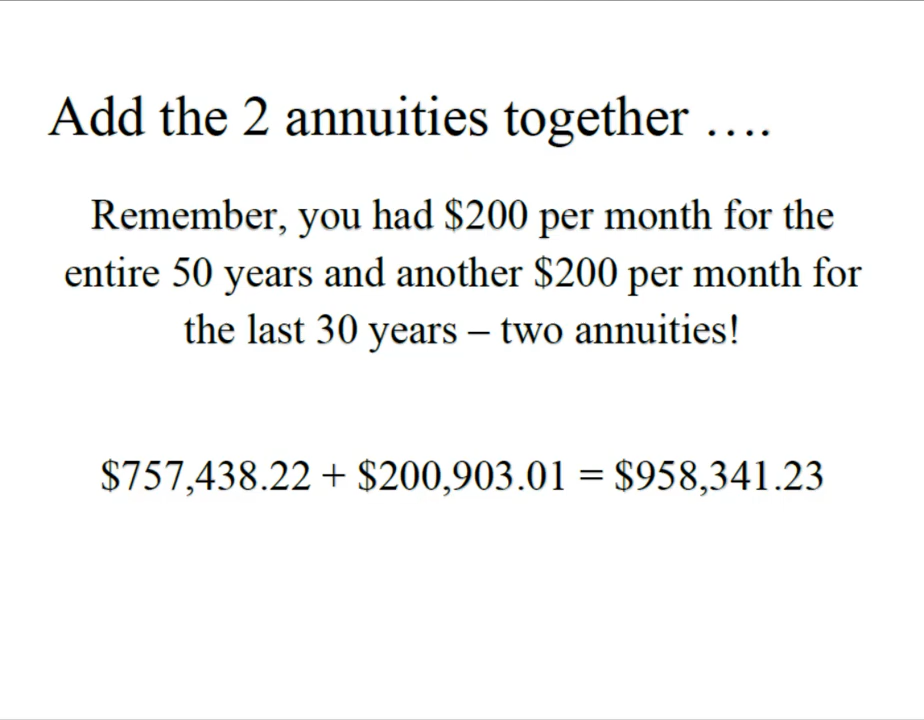 Add the 2 annuities together ….
Remember, you had $200 per month for the
entire 50 years and another $200 per month for
the last 30 years – two annuities!
$757,438.22 + $200,903.01 = $958,341.23